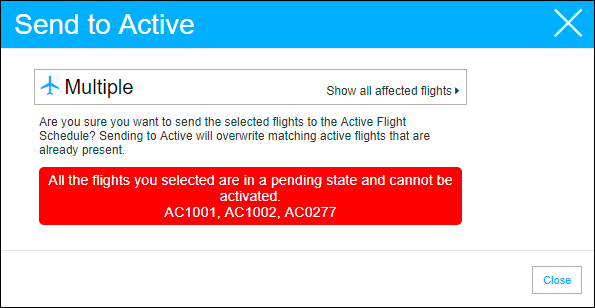 Send to Active
Multiple
Show all affected flights
Are you sure you want to send the selected flights to the Active Flight
Schedule? Sending to Active will overwrite matching active flights that are
already present.
All the flights you selected are in a pending state and cannot be
activated.
AC1001, AC1002, AC0277
Close